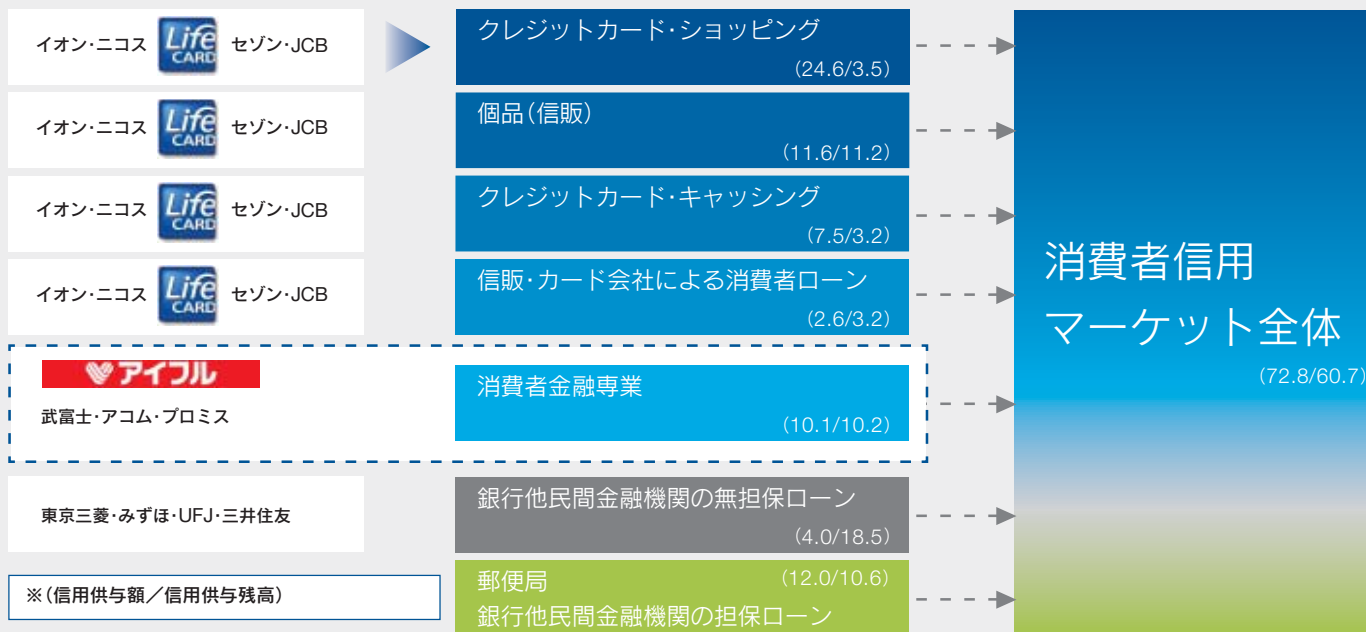 イオン・ニコス Life CARD セゾン・JCB
クレジットカード・ショッピング
(24.6/3.5)
イオン・ニコス Life CARD セゾン・JCB
個品(信販)
(11.6/11.2)
イオン・ニコス Life CARD セゾン・JCB
クレジットカード・キャッシング
(7.5/3.2)
イオン・ニコス Life CARD セゾン・JCB
信販・カード会社による消費者ローン
(2.6/3.2)
アイフル
武富士・アコム・プロミス
消費者金融専業
(10.1/10.2)
東京三菱・みずほ・UFJ・三井住友
銀行他民間金融機関の無担保ローン
(4.0/18.5)
※(信用供与額／信用供与残高)
郵便局 (12.0/10.6)
銀行他民間金融機関の担保ローン
消費者信用
マーケット全体
(72.8/60.7)